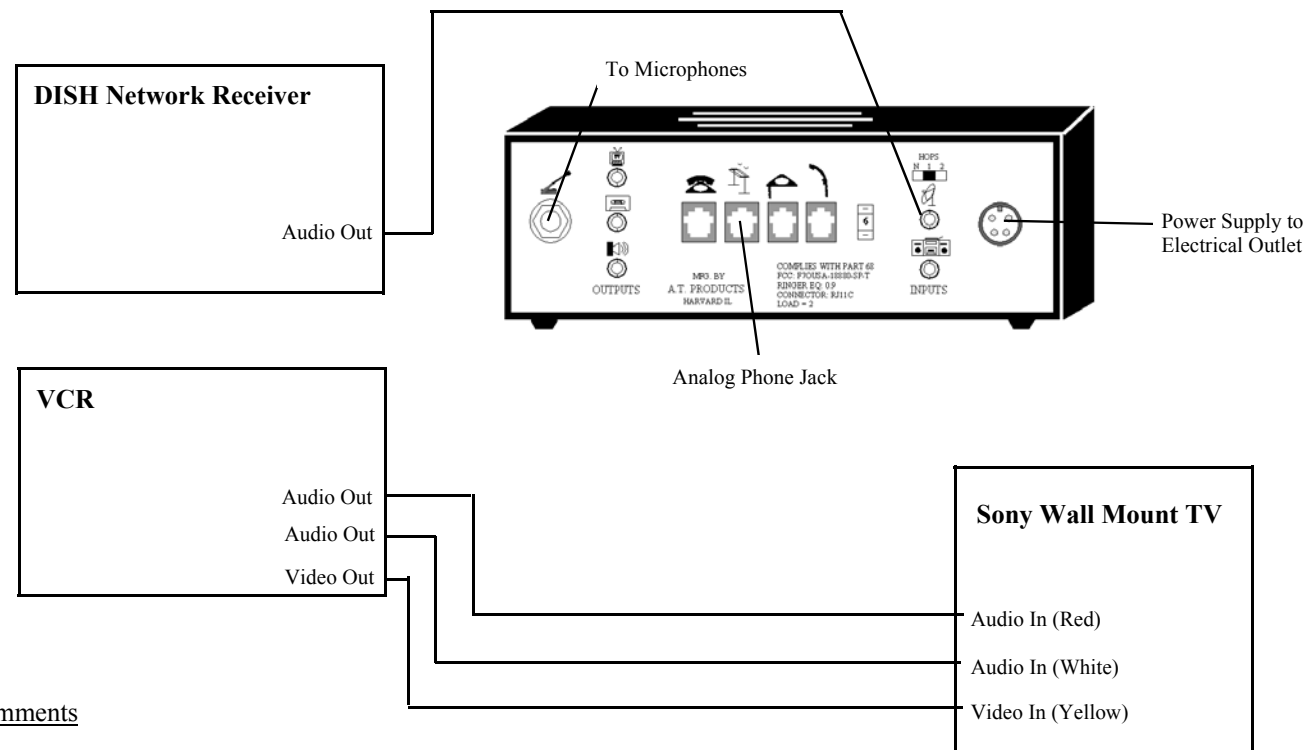 To Microphones
DISH Network Receiver
Audio Out
HOPS
N 1 2
6
OUTPUTS
MFG. BY
A.T. PRODUCTS
HARVARD IL
COMPLIES WITH PART 68
RINGER EQ: 0.9
CONNECTOR: RJ11C
LOAD = 2
INPUTS
Power Supply to
Electrical Outlet
Analog Phone Jack
VCR
Audio Out
Audio Out
Video Out
Sony Wall Mount TV
Audio In (Red)
Audio In (White)
Video In (Yellow)
mments